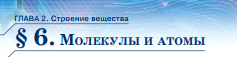 ГЛАВА 2. Строение вещества
§ 6. Молекулы и атомы